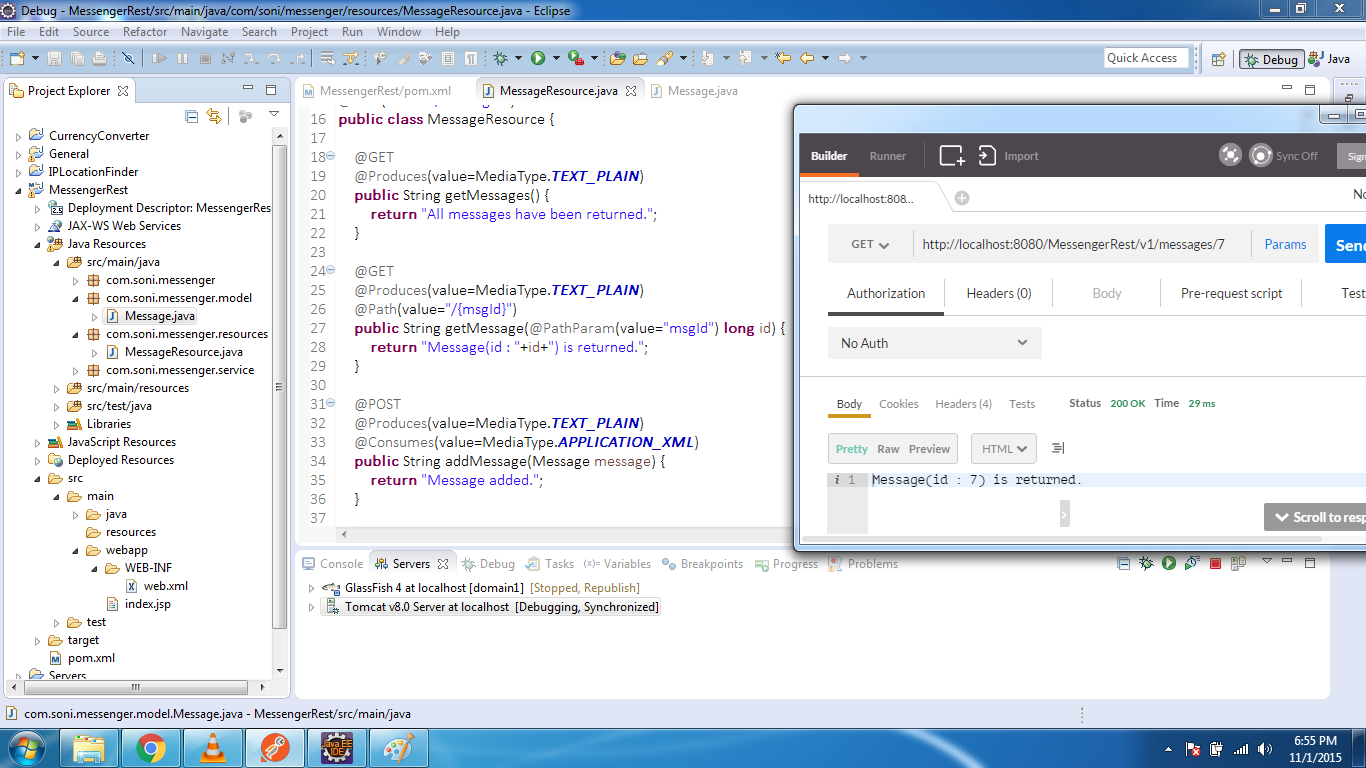 Debug - MessengerRest/src/main/java/com/soni/messenger/resources/MessageResource.java - Eclipse
File Edit Source Refactor Navigate Search Project Run Window Help
Quick Access
Debug
Java
Project Explorer
CurrencyConverter
General
IPLocationFinder
MessengerRest
Deployment Descriptor: MessengerRes
JAX-WS Web Services
Java Resources
src/main/java
com.soni.messenger
com.soni.messenger.model
Message.java
com.soni.messenger.resources
MessageResource.java
com.soni.messenger.service
src/main/resources
src/test/java
Libraries
JavaScript Resources
Deployed Resources
src
main
java
resources
webapp
WEB-INF
web.xml
index.jsp
test
target
pom.xml
Servers
MessengerRest/pom.xml
MessageResource.java
Message.java
16 public class MessageResource {
17
18 @GET
19 @Produces(value=MediaType.TEXT_PLAIN)
20 public String getMessages() {
21 return "All messages have been returned.";
22 }
23
24 @GET
25 @Produces(value=MediaType.TEXT_PLAIN)
26 @Path(value="/{msgId}")
27 public String getMessage(@PathParam(value="msgId") long id) {
28 return "Message(id : "+id+") is returned.";
29 }
30
31 @POST
32 @Produces(value=MediaType.TEXT_PLAIN)
33 @Consumes(value=MediaType.APPLICATION_XML)
34 public String addMessage(Message message) {
35 return "Message added.";
36 }
37
Builder Runner Import Sync Off Sign
http://localhost:808...
No
GET http://localhost:8080/MessengerRest/v1/messages/7 Params Send
Authorization Headers (0) Body Pre-request script Test
No Auth
Body Cookies Headers (4) Tests Status 200 OK Time 29 ms
Pretty Raw Preview HTML
i 1 Message(id : 7) is returned.
Scroll to resp
Console Servers Debug Tasks (x)= Variables Breakpoints Progress Problems
GlassFish 4 at localhost [domain1] [Stopped, Republish]
Tomcat v8.0 Server at localhost [Debugging, Synchronized]
com.soni.messenger.model.Message.java - MessengerRest/src/main/java
Java EE
IDE
6:55 PM
11/1/2015